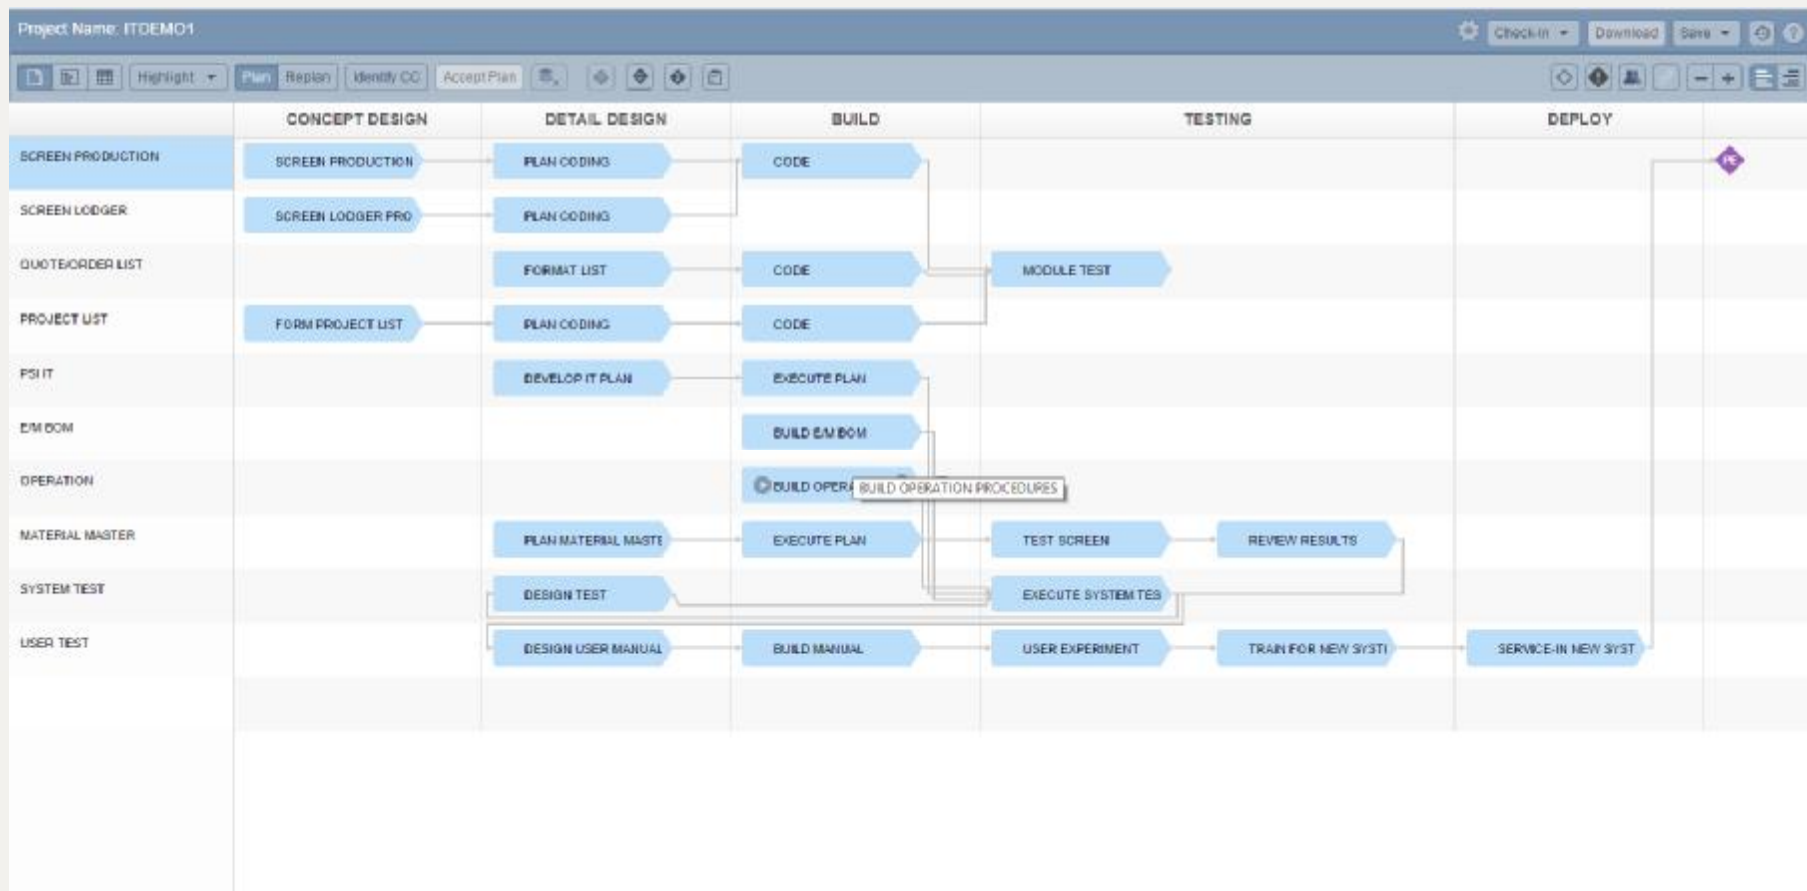 Project Name: ITDEMO1
Check-in Download Save ?
Highlight Plan Replan Identify CC Accept Plan
CONCEPT DESIGN DETAIL DESIGN BUILD TESTING DEPLOY
SCREEN PRODUCTION SCREEN PRODUCTION PLAN CODING CODE PE
SCREEN LODGER SCREEN LODGER PRO PLAN CODING
QUOTE/ORDER LIST FORMAT LIST CODE MODULE TEST
PROJECT LIST FORM PROJECT LIST PLAN CODING CODE
PSI IT DEVELOP IT PLAN EXECUTE PLAN
E/M BOM BUILD E/M BOM
OPERATION BUILD OPERA BUILD OPERATION PROCEDURES
MATERIAL MASTER PLAN MATERIAL MASTE EXECUTE PLAN TEST SCREEN REVIEW RESULTS
SYSTEM TEST DESIGN TEST EXECUTE SYSTEM TES
USER TEST DESIGN USER MANUAL BUILD MANUAL USER EXPERIMENT TRAIN FOR NEW SYSTI SERVICE-IN NEW SYST